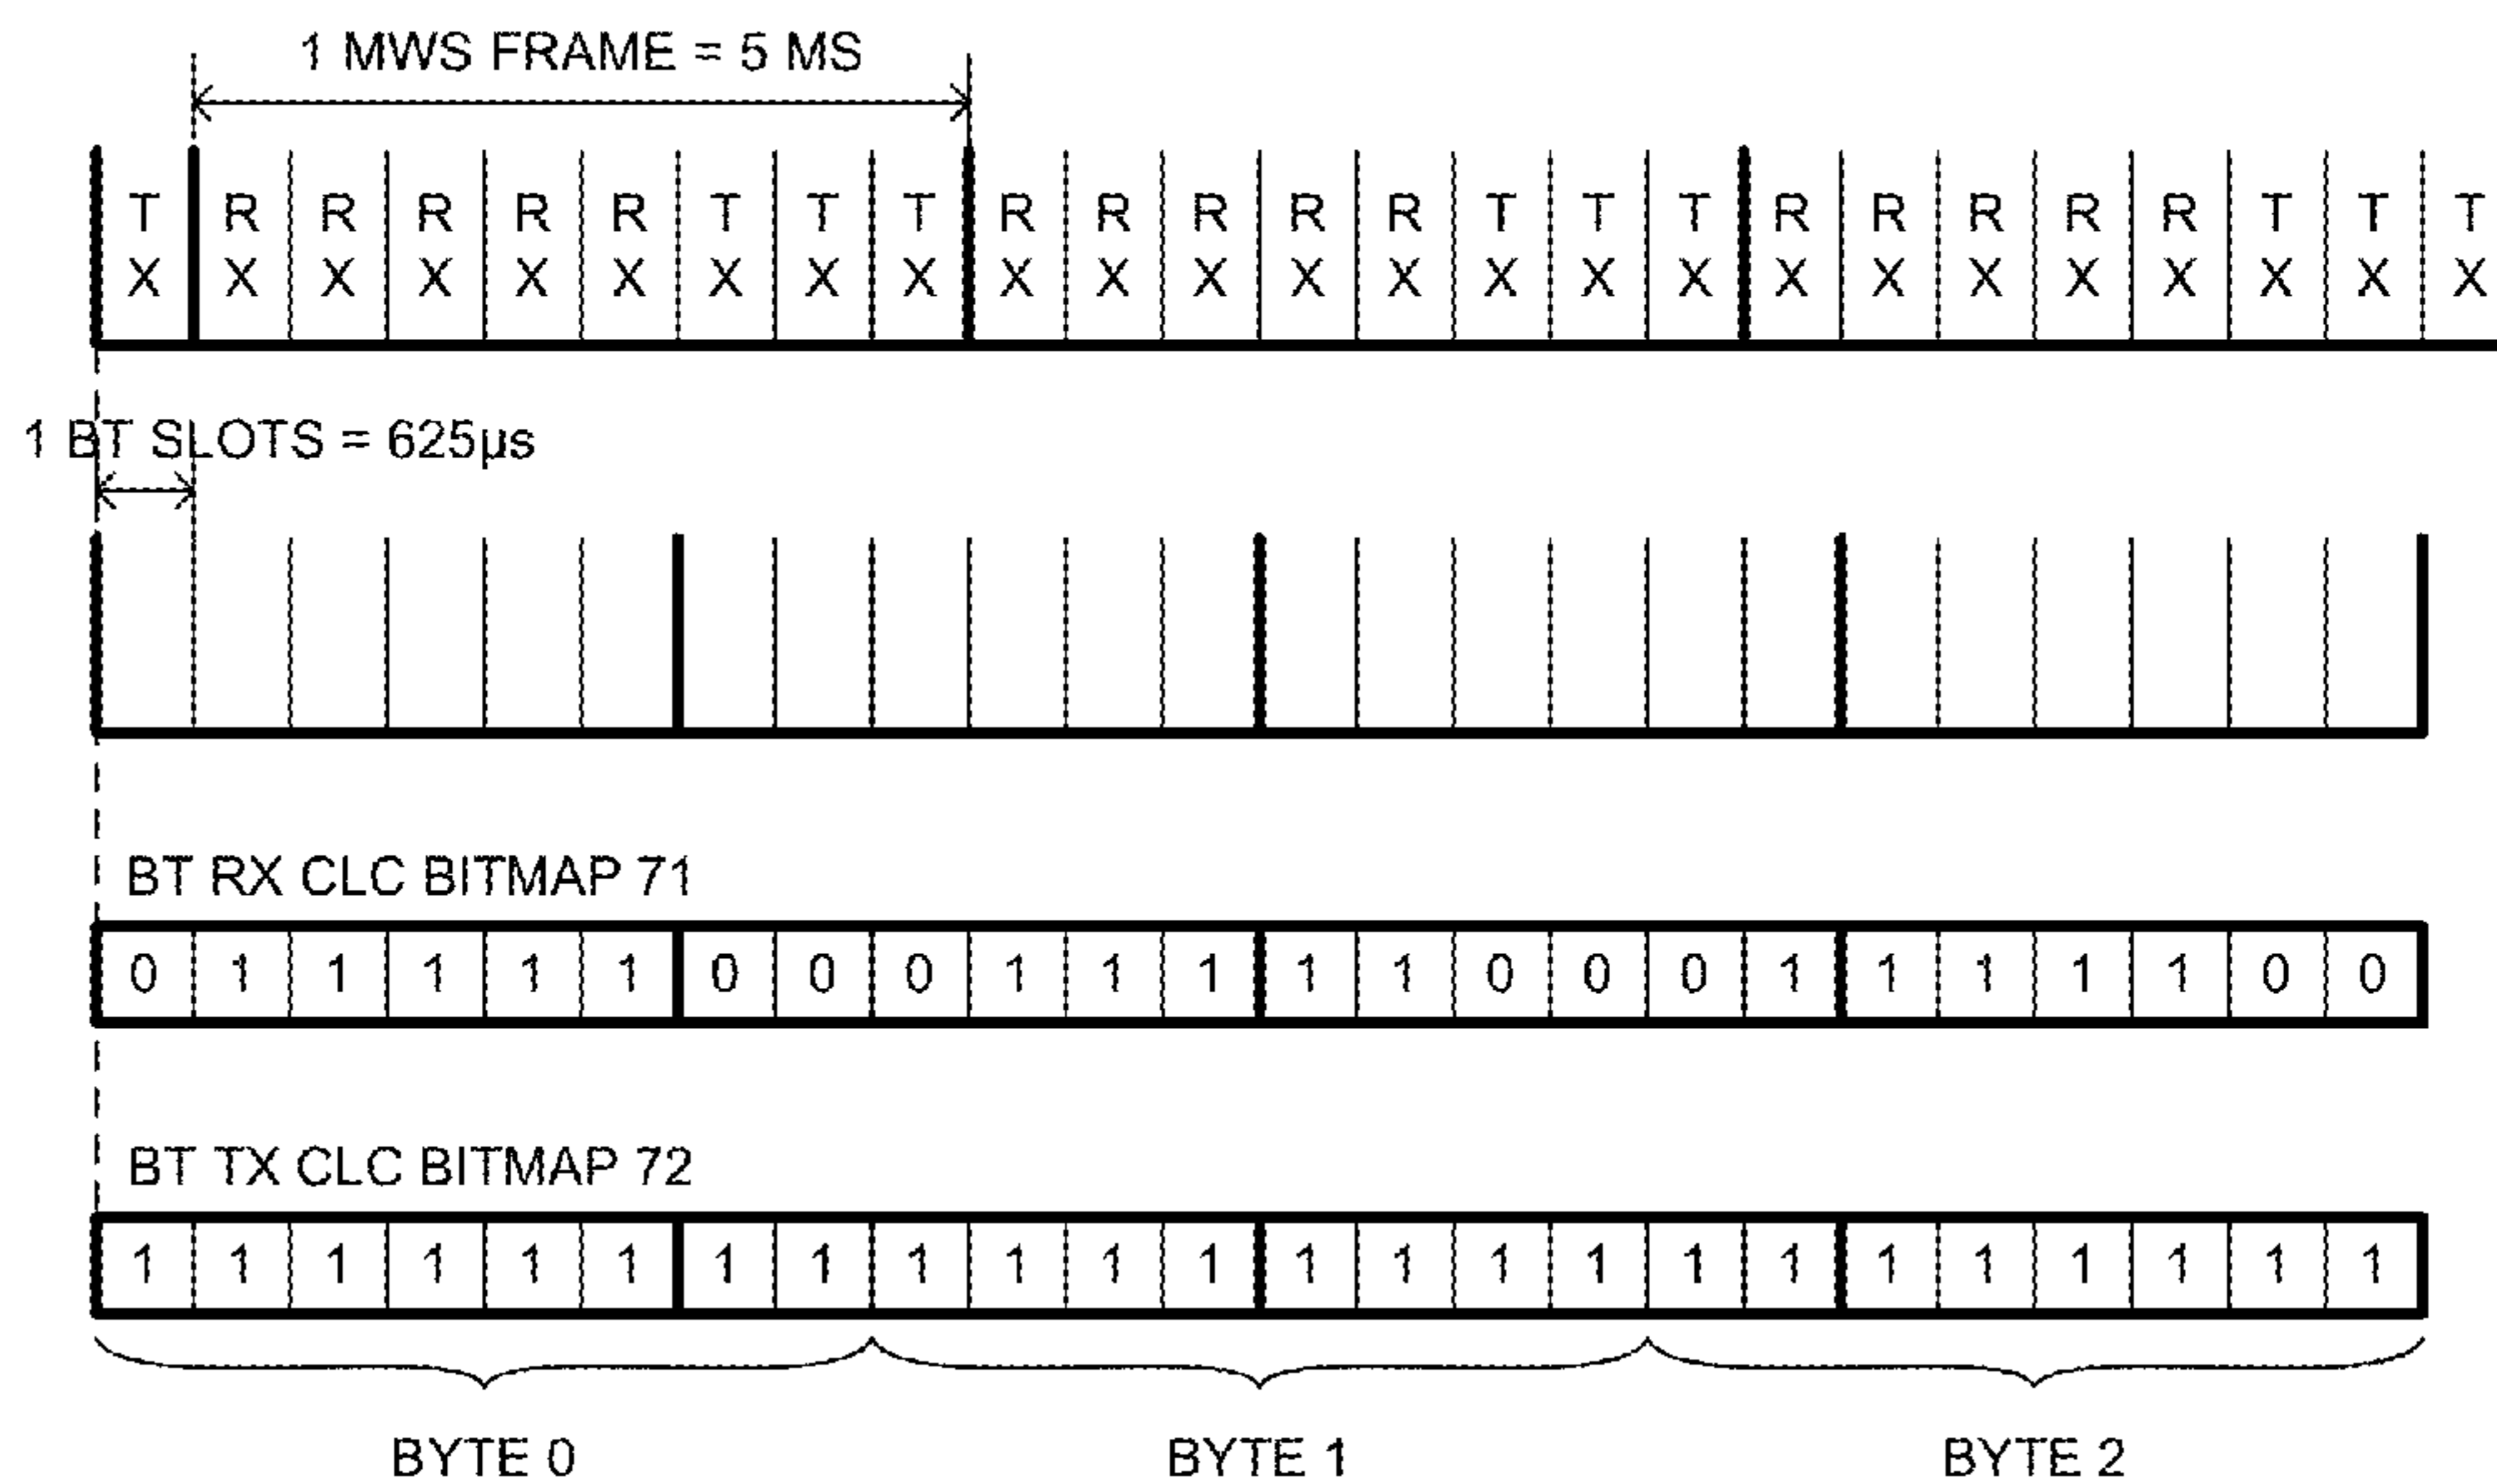 1 MWS FRAME = 5 MS
T R R R R R T T T R R R R R T T T R R R R R T T T
X X X X X X X X X X X X X X X X X X X X X X X X X
1 BT SLOTS = 625μs
BT RX CLC BITMAP 71
0 1 1 1 1 1 0 0 0 1 1 1 1 1 0 0 0 1 1 1 1 1 0 0
BT TX CLC BITMAP 72
1 1 1 1 1 1 1 1 1 1 1 1 1 1 1 1 1 1 1 1 1 1 1 1
BYTE 0 BYTE 1 BYTE 2